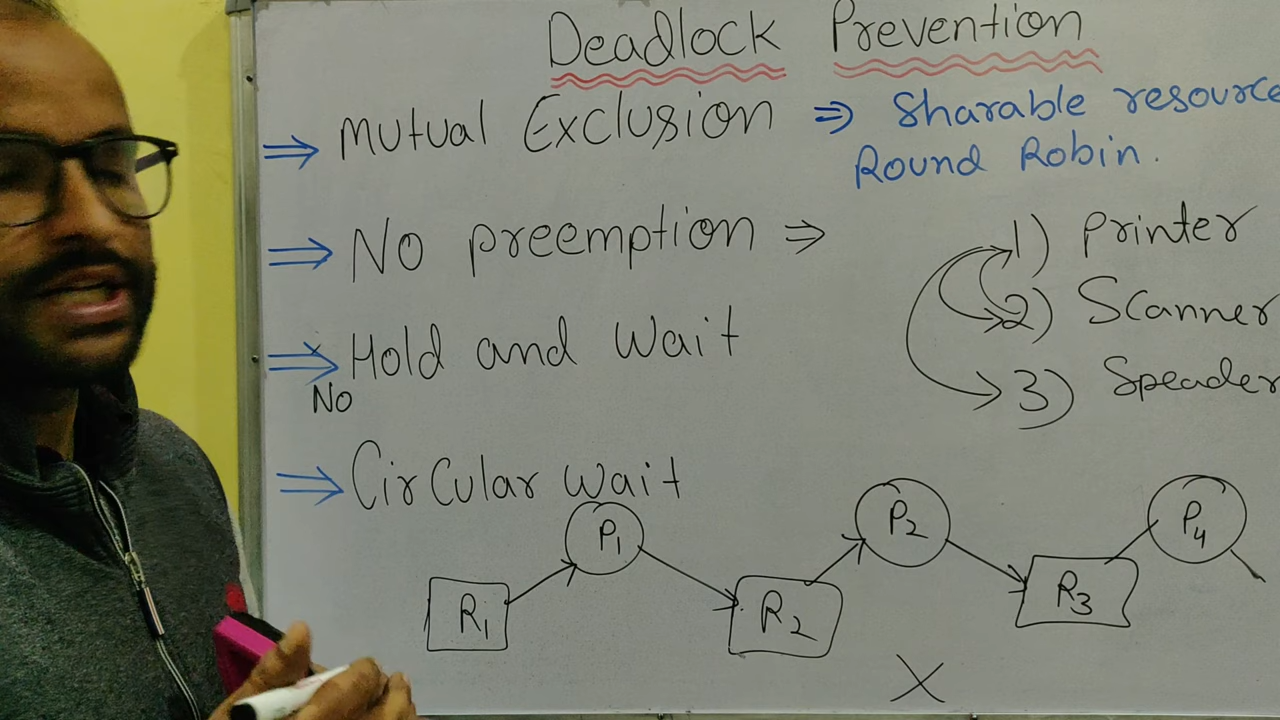 Deadlock Prevention
⇒ Mutual Exclusion ⇒ Sharable resource
Round Robin.
⇒ No preemption ⇒
1) Printer
2) Scanner
⇒ Hold and Wait
No
3) Speader
⇒ Circular Wait
P1 P2 P4
R1 R2 R3
X